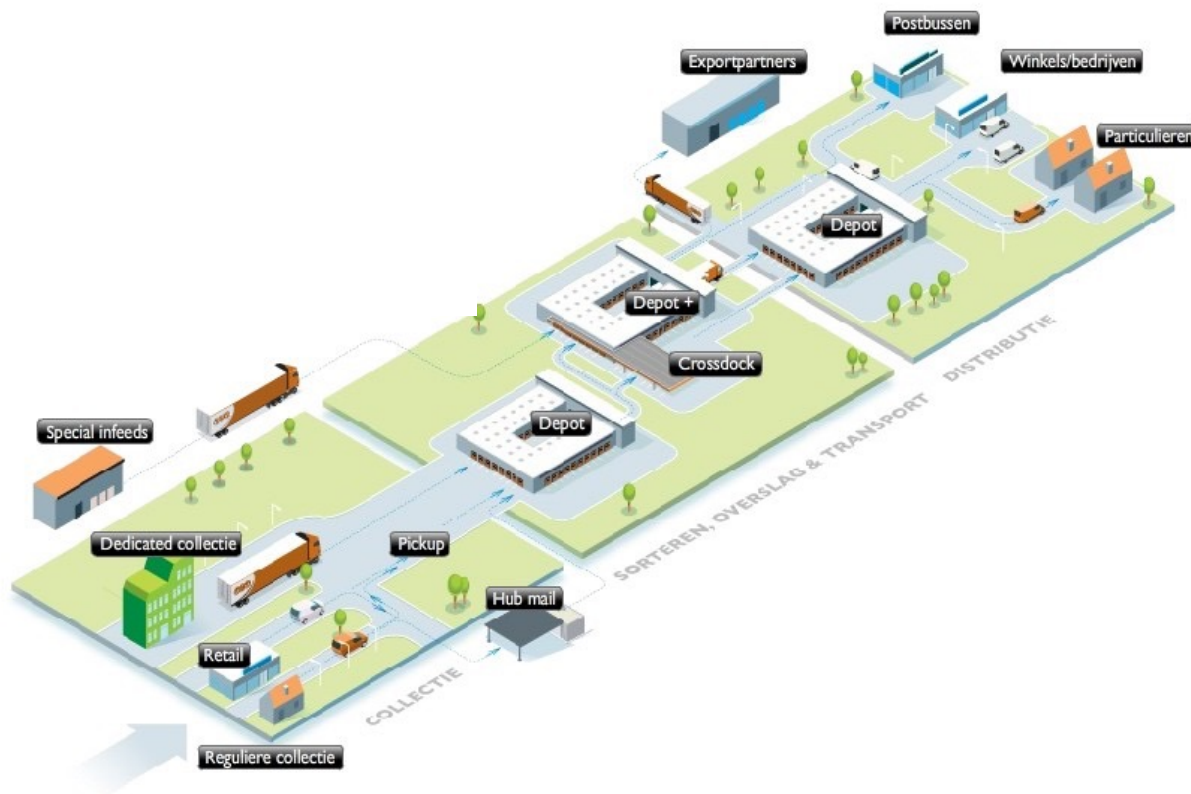 Postbussen
Exportpartners
Winkels/bedrijven
Particulieren
Depot
Depot +
Crossdock
DISTRIBUTIE
Special infeeds
Depot
SORTEREN, OVERSLAG & TRANSPORT
Dedicated collectie
Pickup
Hub mail
Retail
COLLECTIE
Reguliere collectie